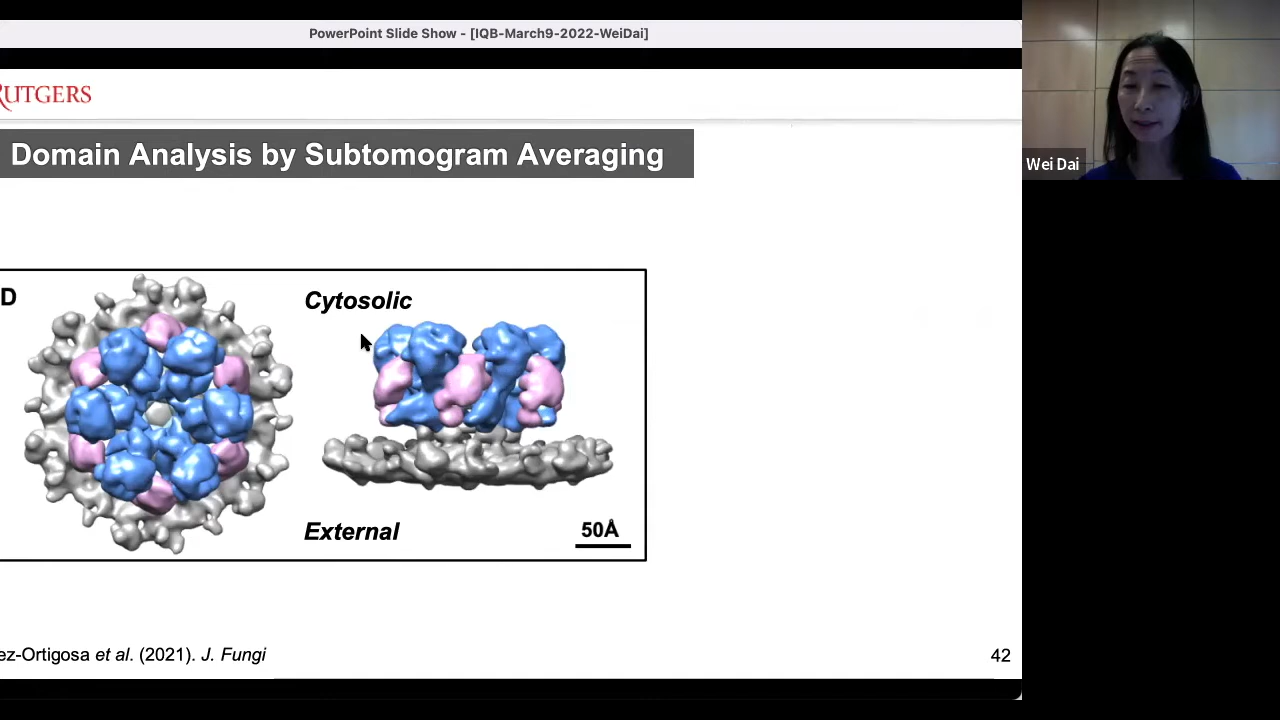 PowerPoint Slide Show - [IQB-March9-2022-WeiDai]
RUTGERS
Domain Analysis by Subtomogram Averaging
Wei Dai
D
Cytosolic
External
50Å
ez-Ortigosa et al. (2021). J. Fungi
42